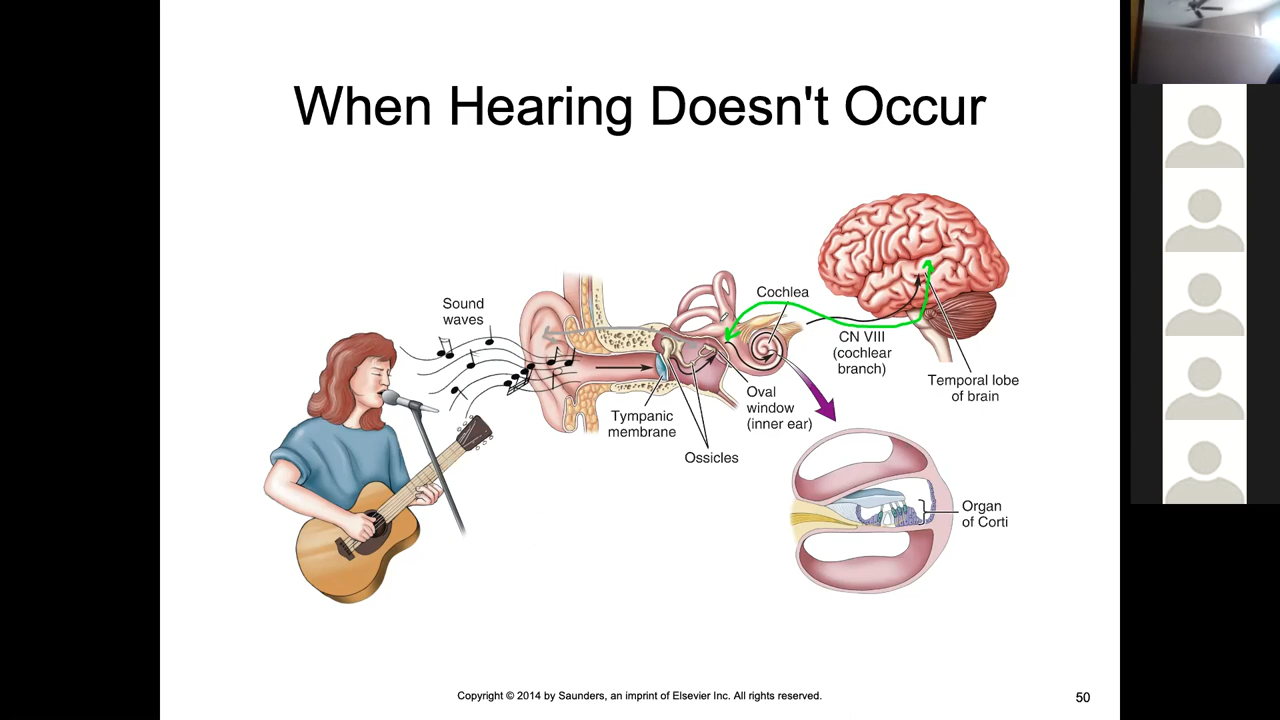 When Hearing Doesn't Occur
Sound
waves
Cochlea
CN VIII
(cochlear
branch)
Temporal lobe
of brain
Oval
window
(inner ear)
Tympanic
membrane
Ossicles
Organ
of Corti
Copyright © 2014 by Saunders, an imprint of Elsevier Inc. All rights reserved.
50